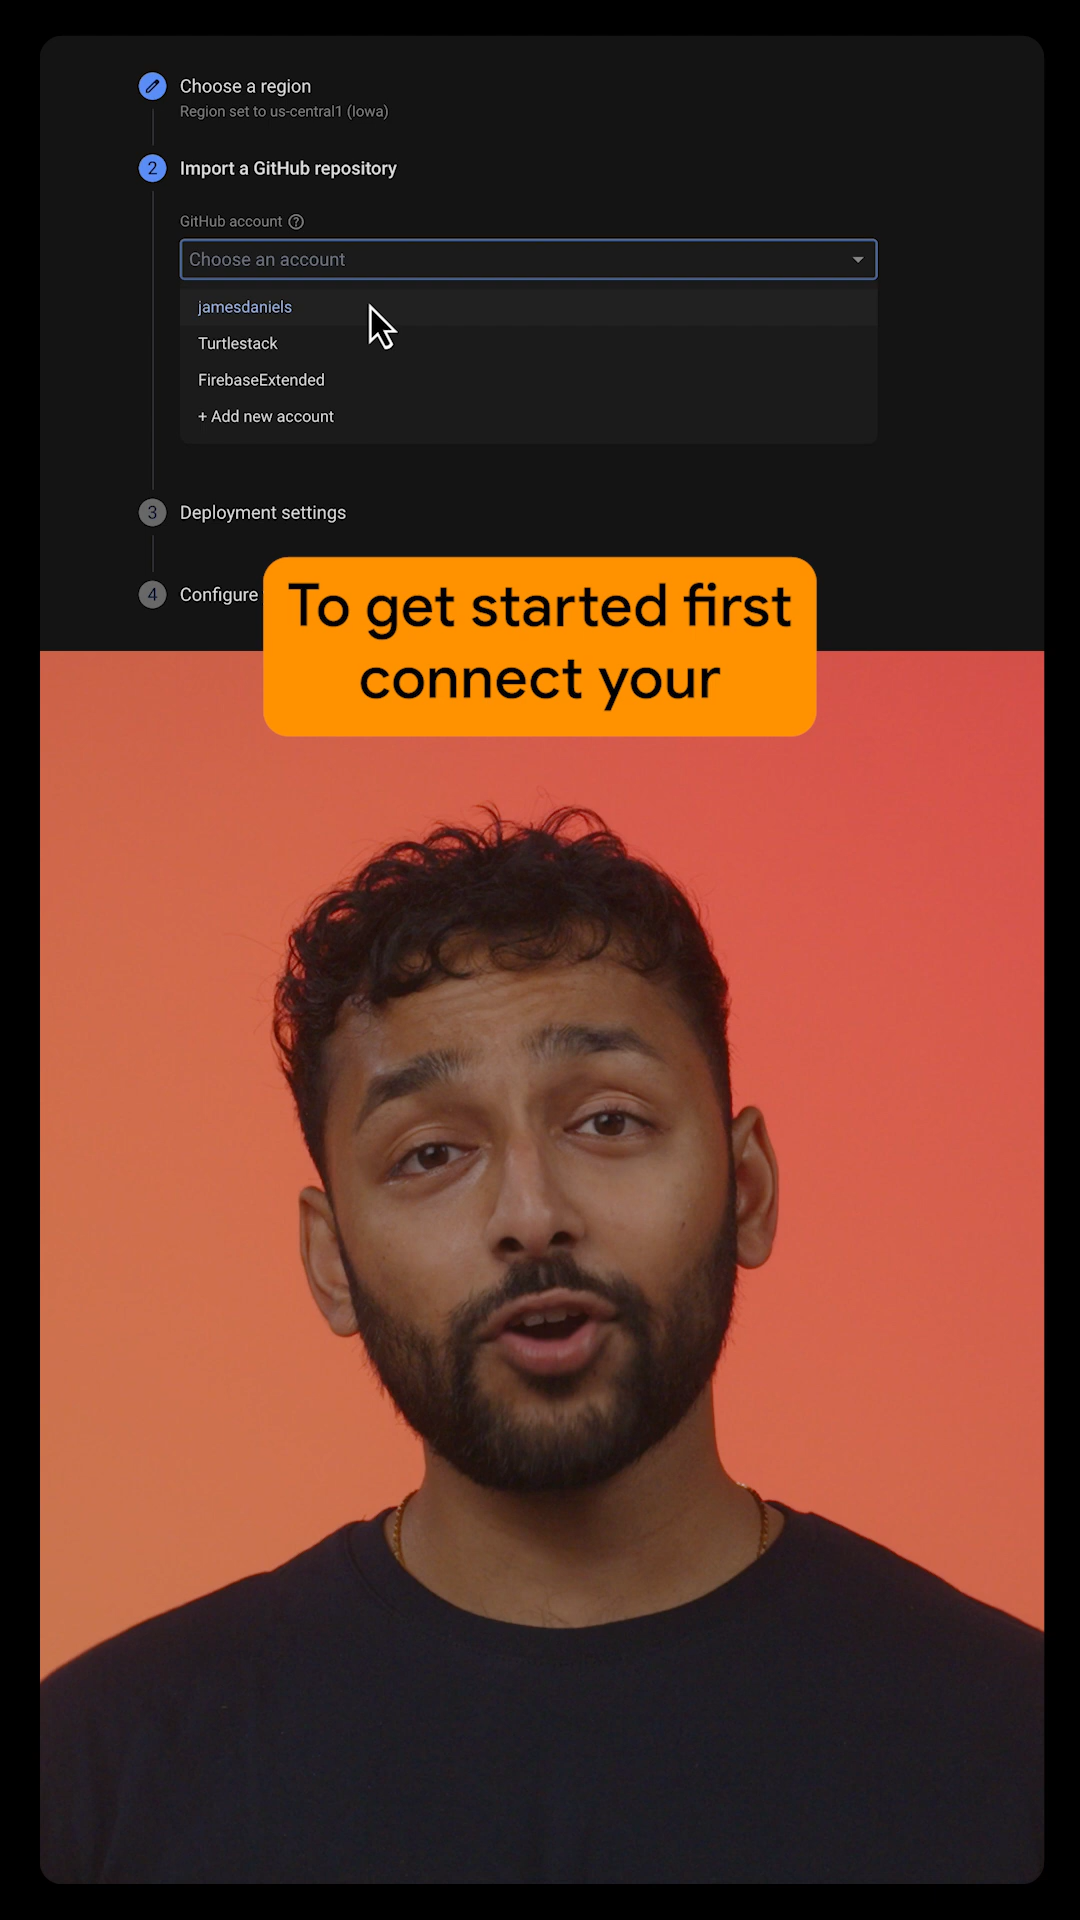 Choose a region
Region set to us-central1 (Iowa)
2
Import a GitHub repository
GitHub account ?
Choose an account
jamesdaniels
Turtlestack
FirebaseExtended
+ Add new account
3
Deployment settings
4
Configure
To get started first
connect your